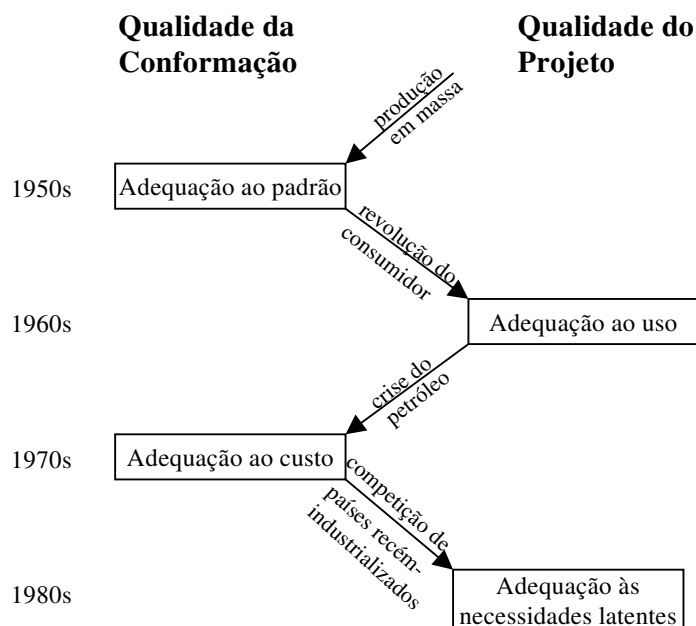 Qualidade da
Conformação
Qualidade do
Projeto
produção
em massa
1950s
Adequação ao padrão
revolução do
consumidor
1960s
Adequação ao uso
crise do
petróleo
1970s
Adequação ao custo
competição de
países recém-
industrializados
1980s
Adequação às
necessidades latentes